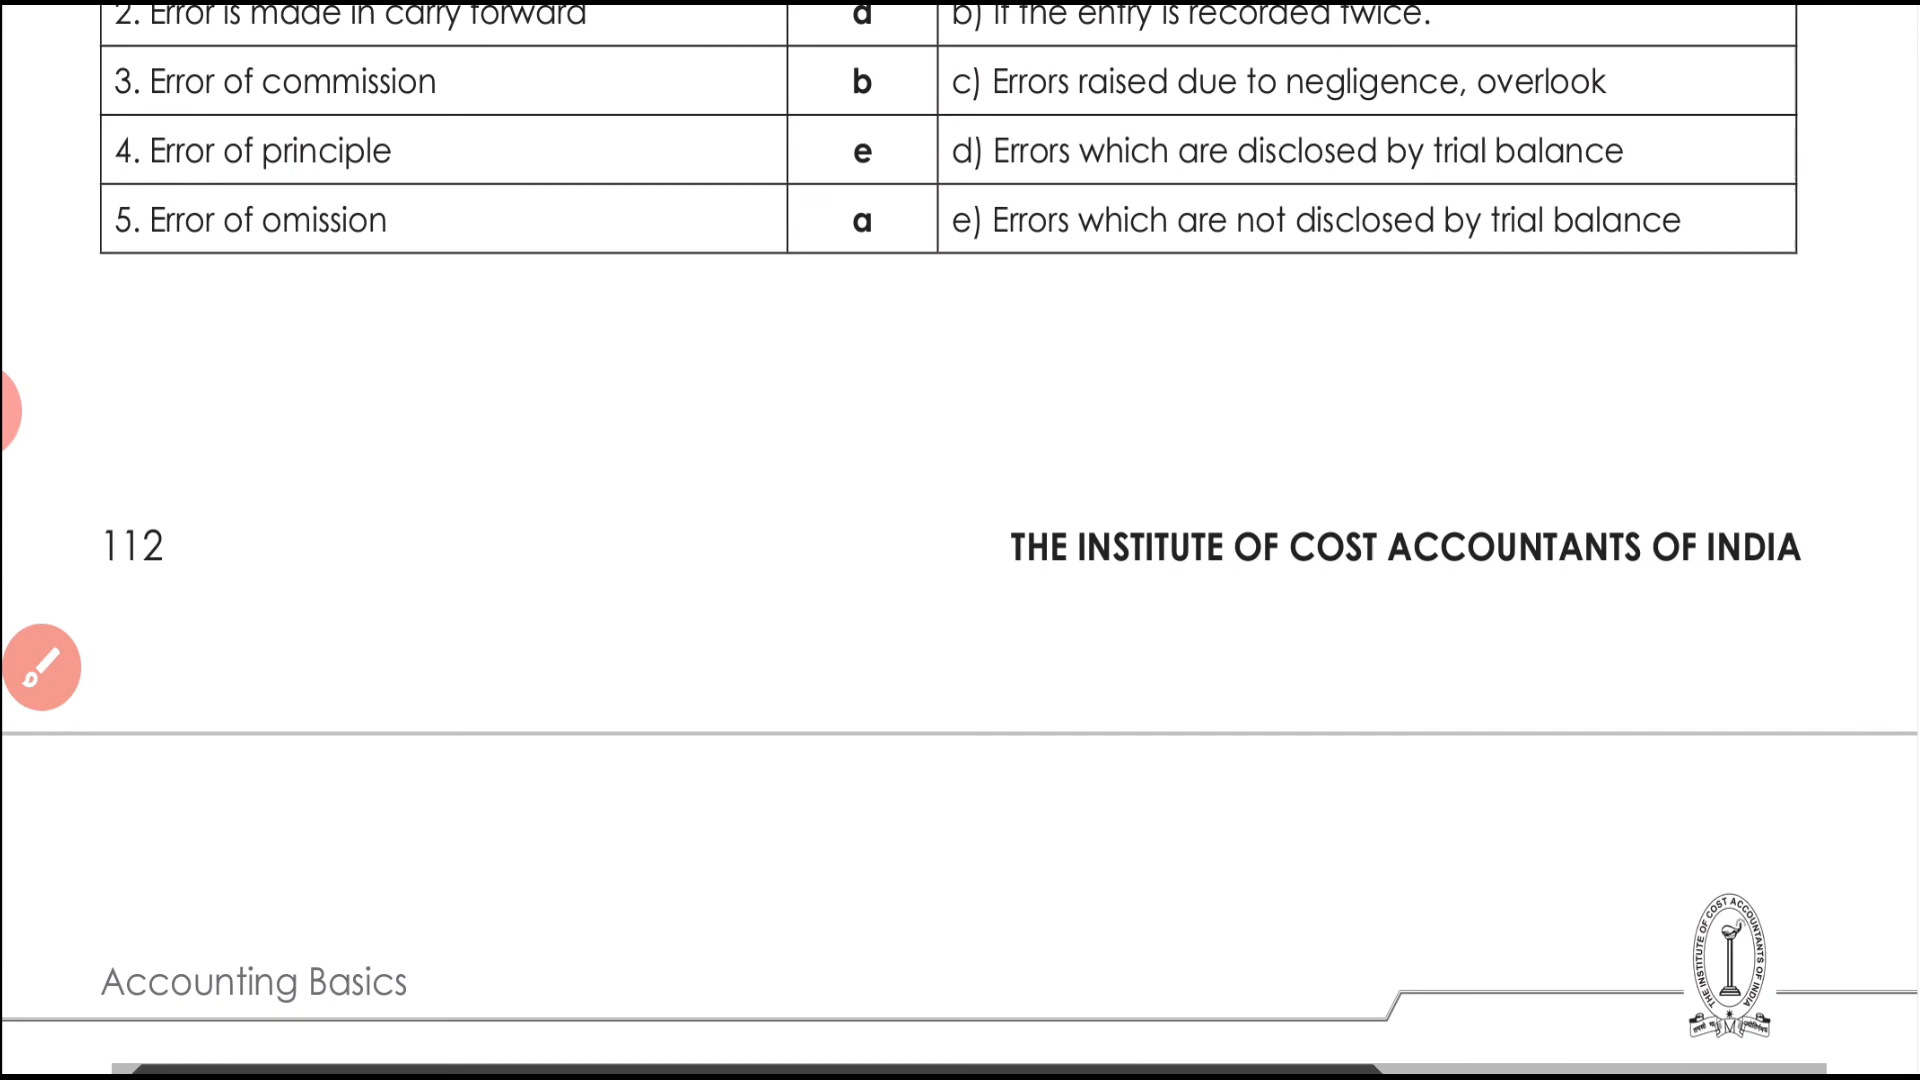 2. Error is made in carry forward d b) If the entry is recorded twice.
3. Error of commission b c) Errors raised due to negligence, overlook
4. Error of principle e d) Errors which are disclosed by trial balance
5. Error of omission a e) Errors which are not disclosed by trial balance
112 THE INSTITUTE OF COST ACCOUNTANTS OF INDIA
THE INSTITUTE OF COST ACCOUNTANTS OF INDIA
Accounting Basics